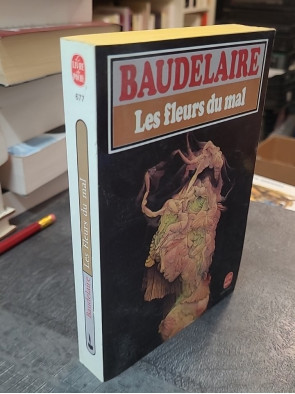 BAUDELAIRE
Les fleurs du mal
LE LIVRE
DE POCHE
677
Baudelaire Les Fleurs du mal